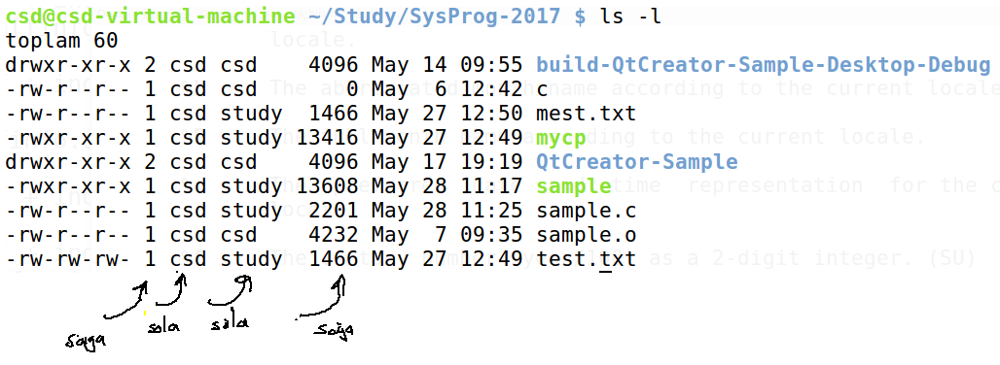 csd@csd-virtual-machine ~/Study/SysProg-2017 $ ls -l
toplam 60
drwxr-xr-x 2 csd csd    4096 May 14 09:55 build-QtCreator-Sample-Desktop-Debug
-rw-r--r-- 1 csd csd       0 May  6 12:42 c
-rw-r--r-- 1 csd study  1466 May 27 12:50 mest.txt
-rwxr-xr-x 1 csd study 13416 May 27 12:49 mycp
drwxr-xr-x 2 csd csd    4096 May 17 19:19 QtCreator-Sample
-rwxr-xr-x 1 csd study 13608 May 28 11:17 sample
-rw-r--r-- 1 csd study  2201 May 28 11:25 sample.c
-rw-r--r-- 1 csd csd    4232 May  7 09:35 sample.o
-rw-rw-rw- 1 csd study  1466 May 27 12:49 test.txt
sağa sola sola sağa